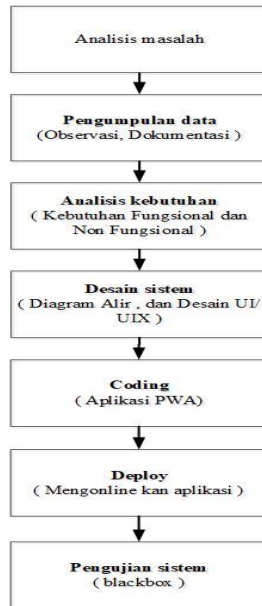 Analisis masalah
Pengumpulan data
(Observasi, Dokumentasi )
Analisis kebutuhan
( Kebutuhan Fungsional dan
Non Fungsional )
Desain sistem
( Diagram Alir , dan Desain UI/
UIX )
Coding
( Aplikasi PWA)
Deploy
( Mengonline kan aplikasi )
Pengujian sistem
( blackbox )